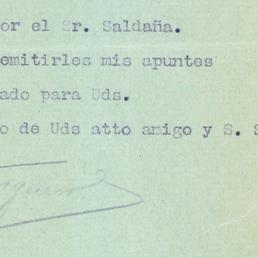 or el Sr. Saldaña.
emitirles mis apuntes
ado para Uds.
o de Uds atto amigo y S. S